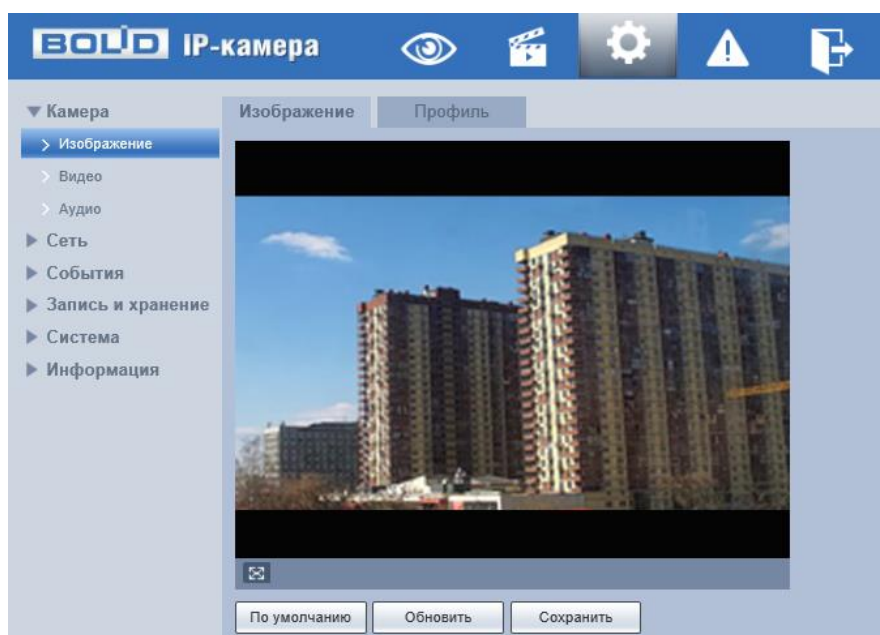 BOLID IP-камера
Камера
Изображение
Видео
Аудио
Сеть
События
Запись и хранение
Система
Информация
Изображение Профиль
По умолчанию Обновить Сохранить